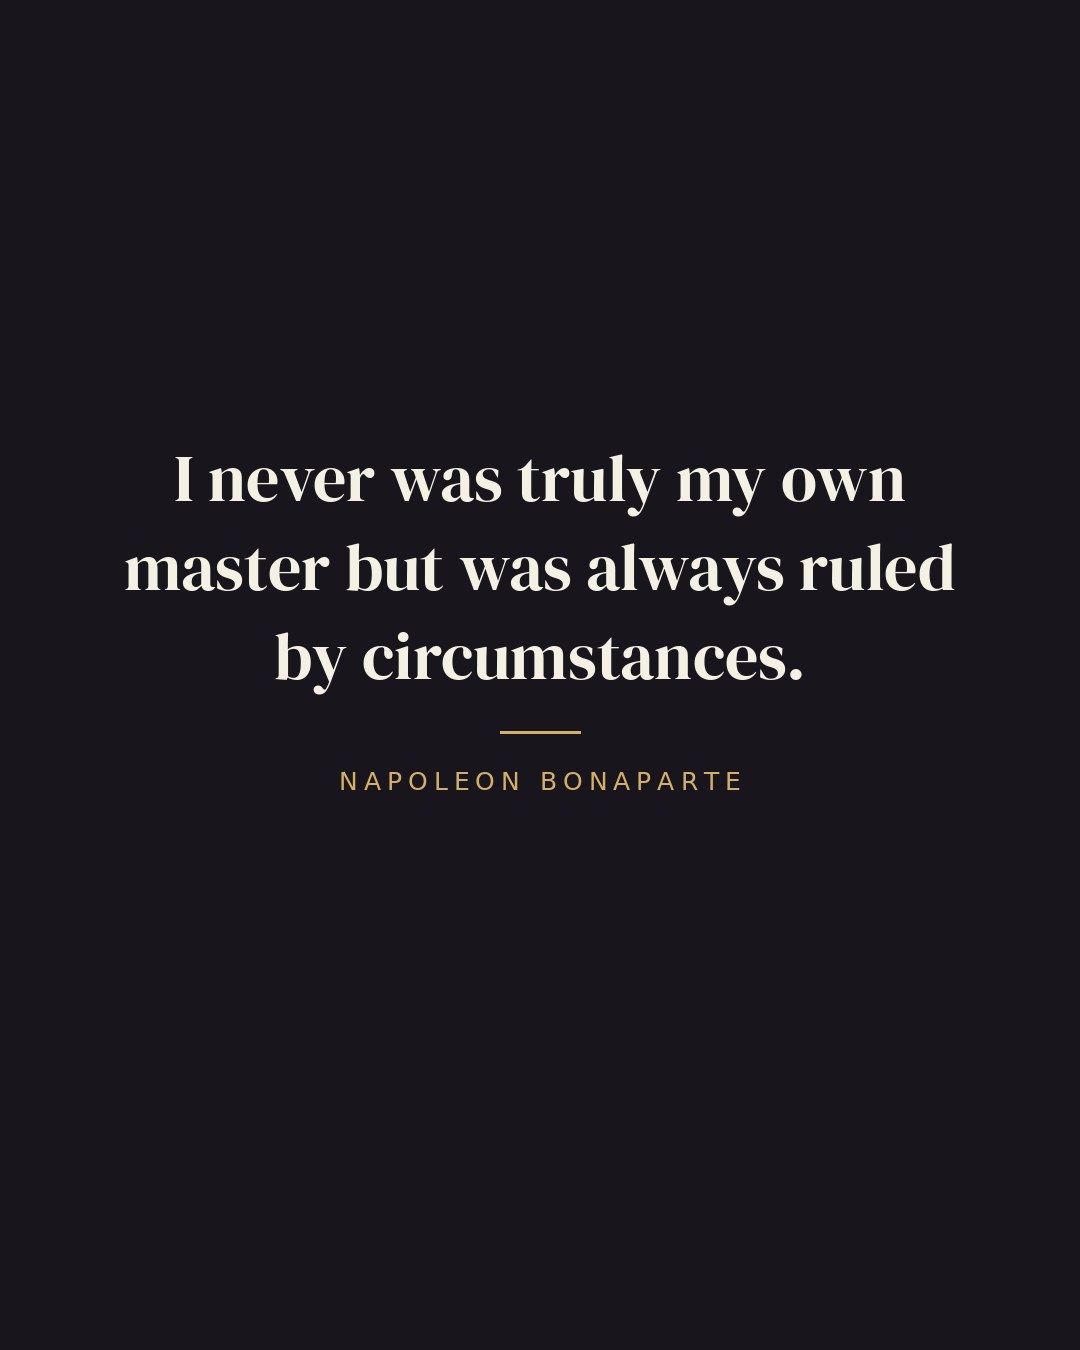 I never was truly my own
master but was always ruled
by circumstances.
NAPOLEON BONAPARTE